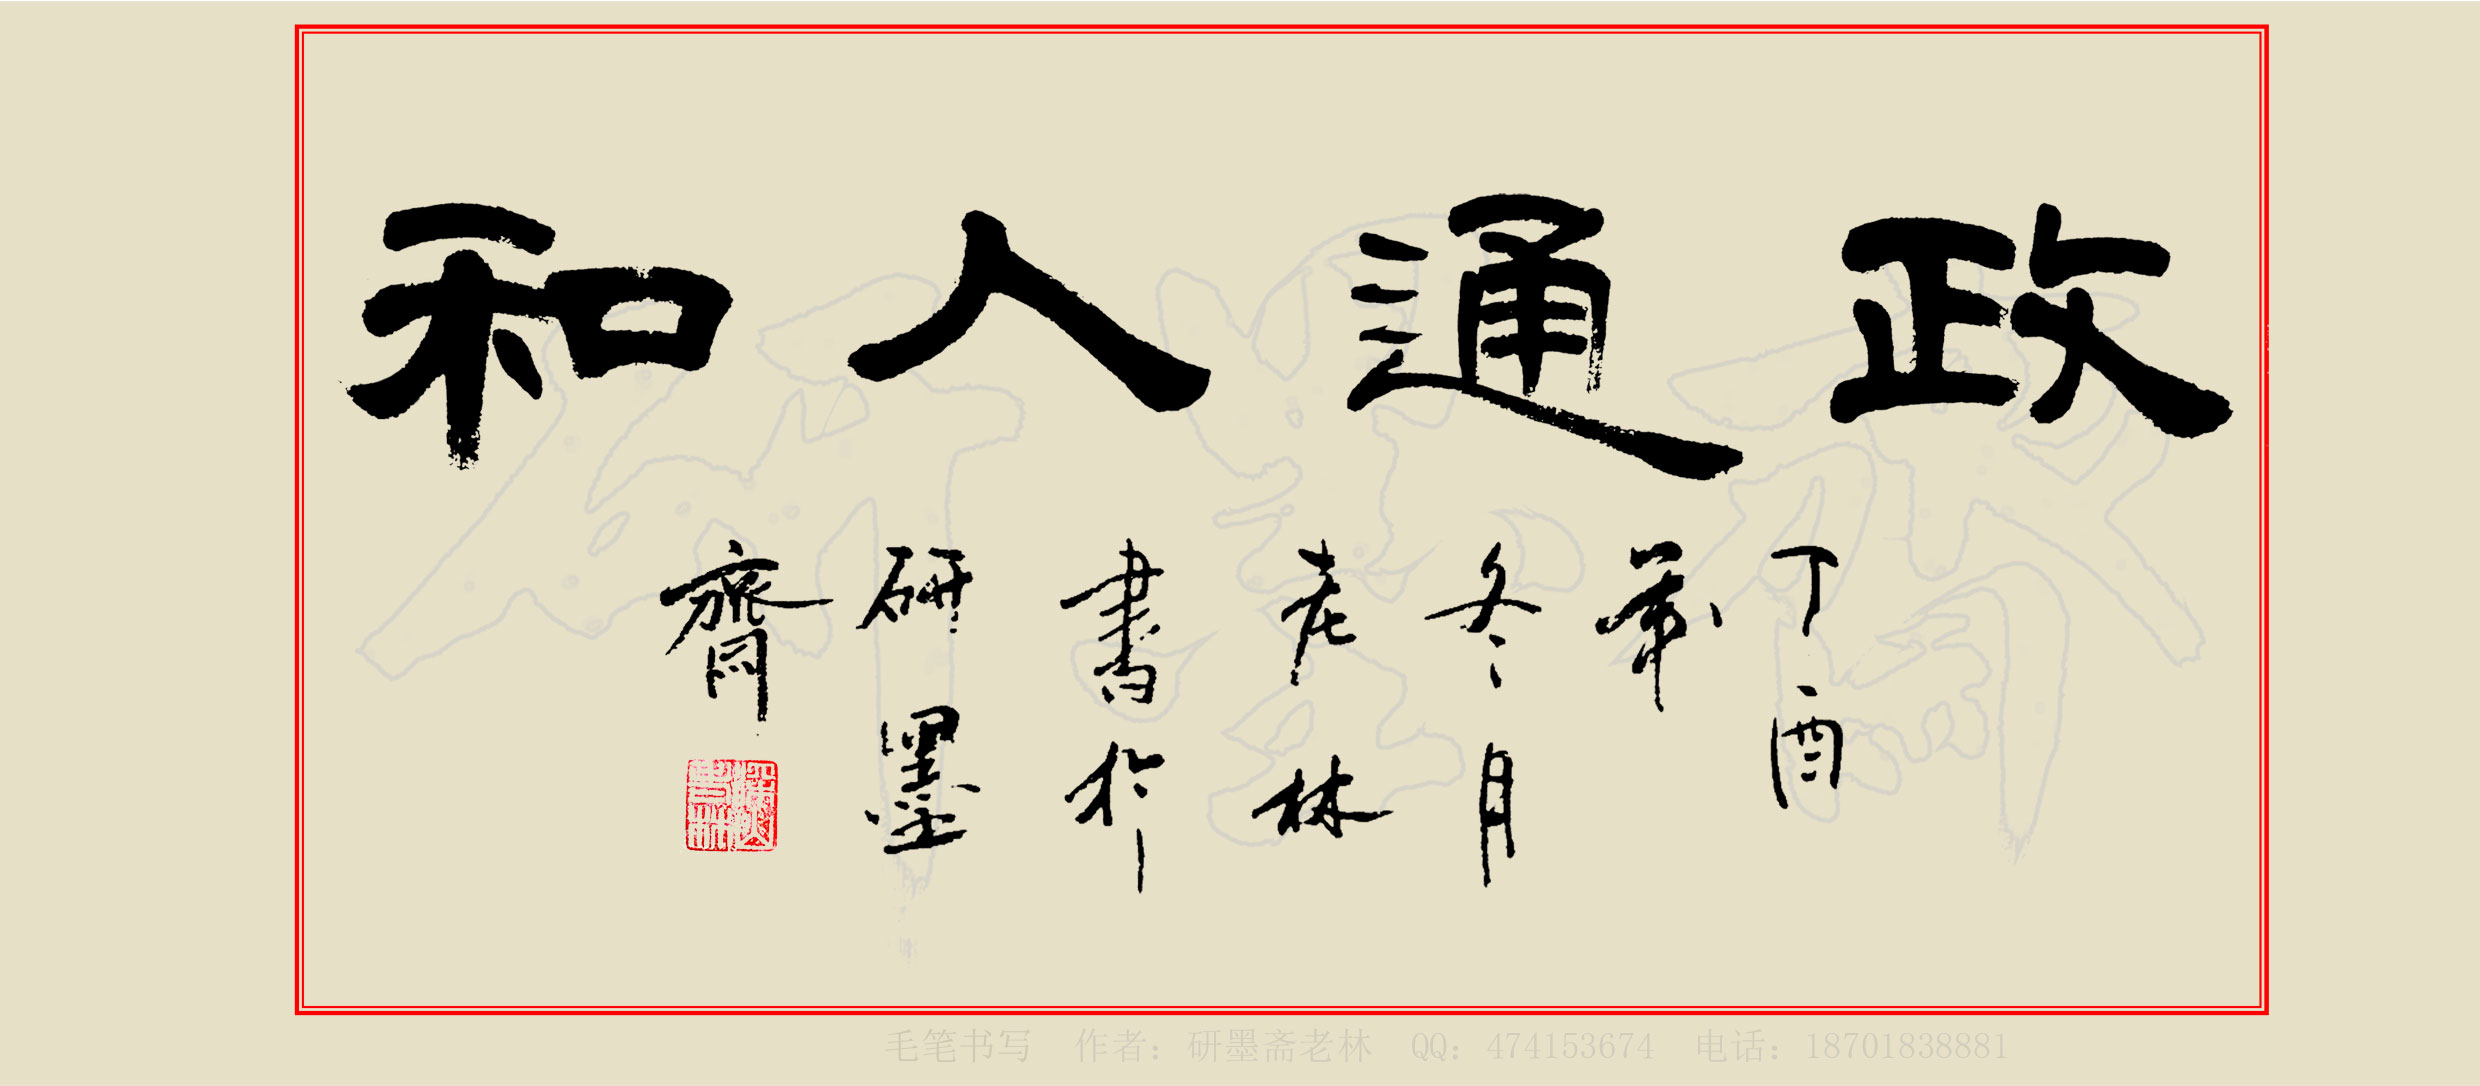 政通人和
丁酉
年
冬月
老林
書於
研墨
齋
毛笔书写 作者：研墨斋老林 QQ：474153674 电话：18701838881